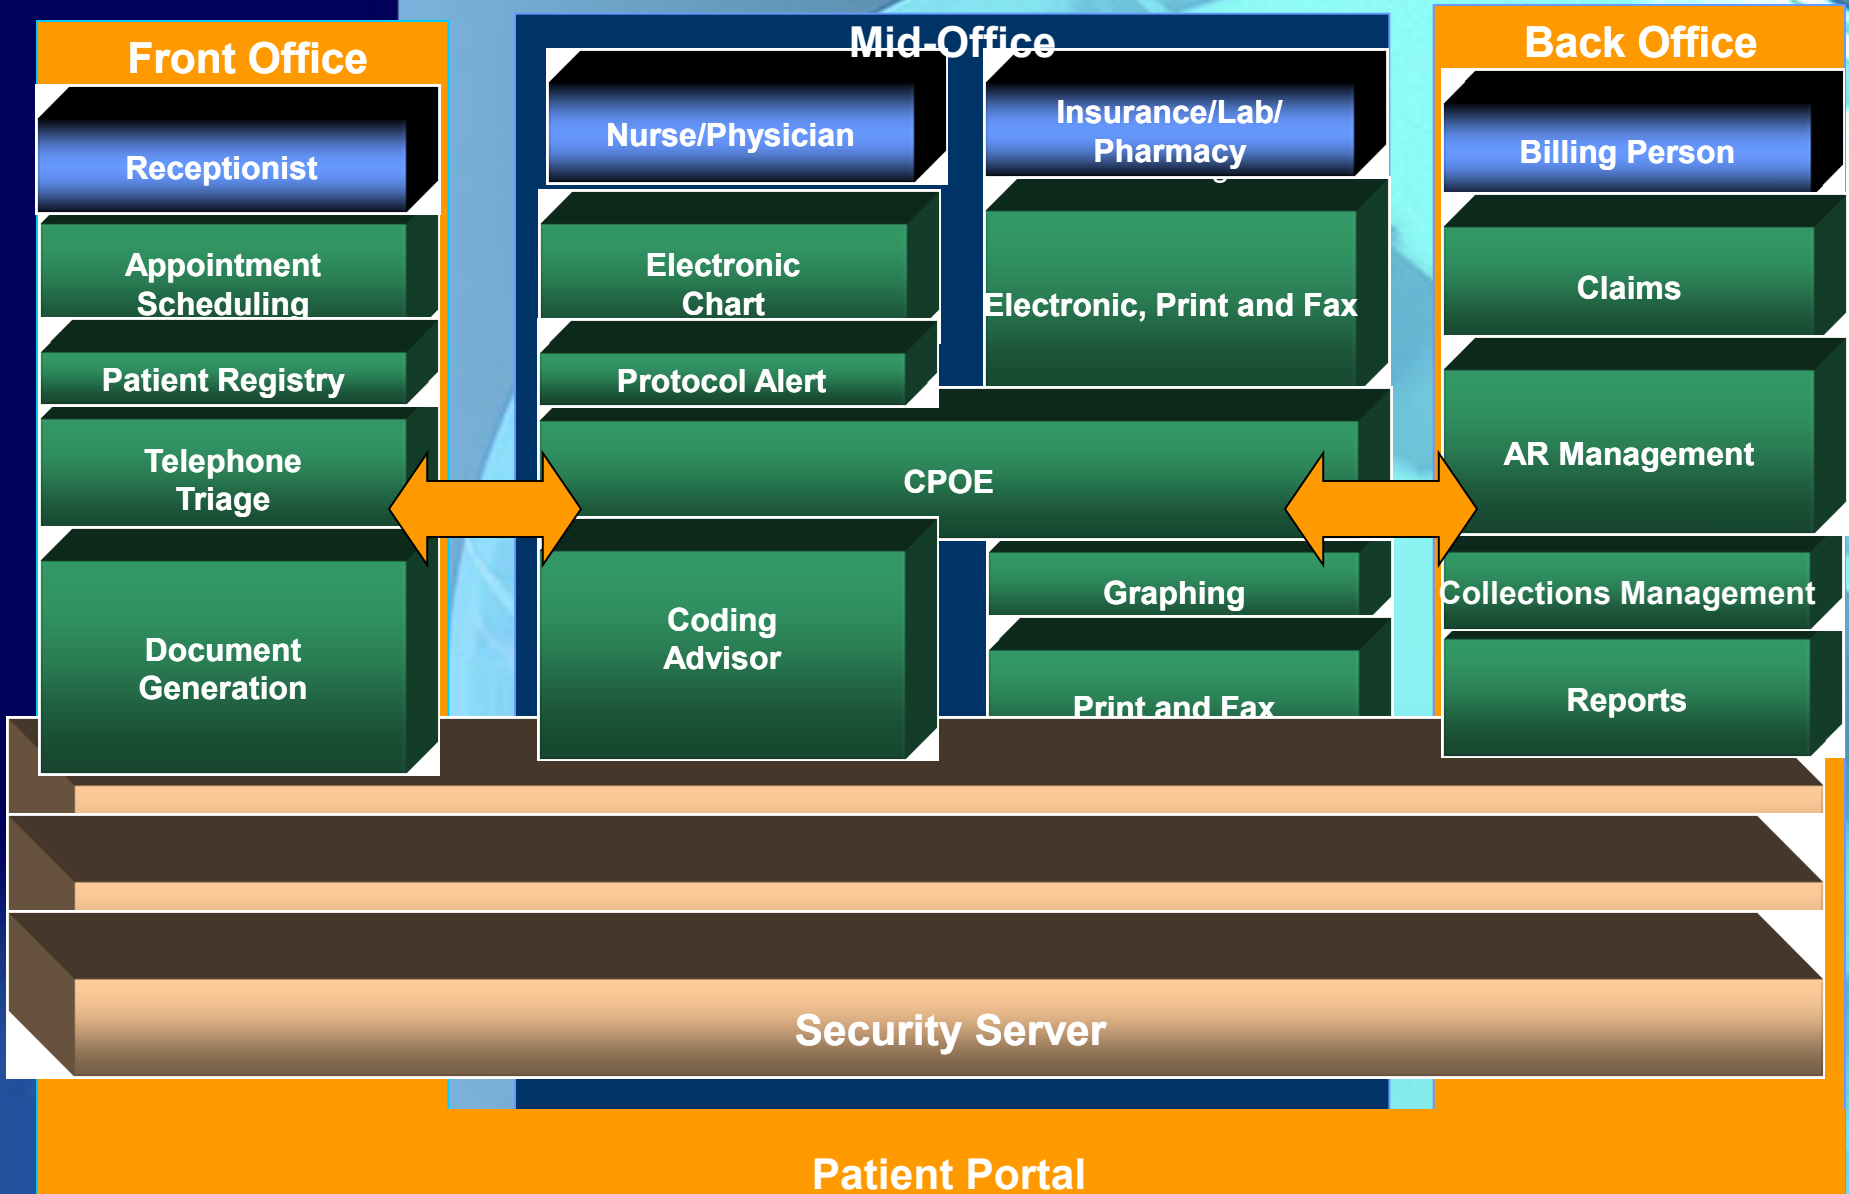 Front Office
Receptionist
Appointment
Scheduling
Patient Registry
Telephone
Triage
Document
Generation
Mid-Office
Nurse/Physician
Electronic
Chart
Protocol Alert
Insurance/Lab/
Pharmacy
Electronic, Print and Fax
CPOE
Coding
Advisor
Graphing
Print and Fax
Back Office
Billing Person
Claims
AR Management
Collections Management
Reports
Security Server
Patient Portal